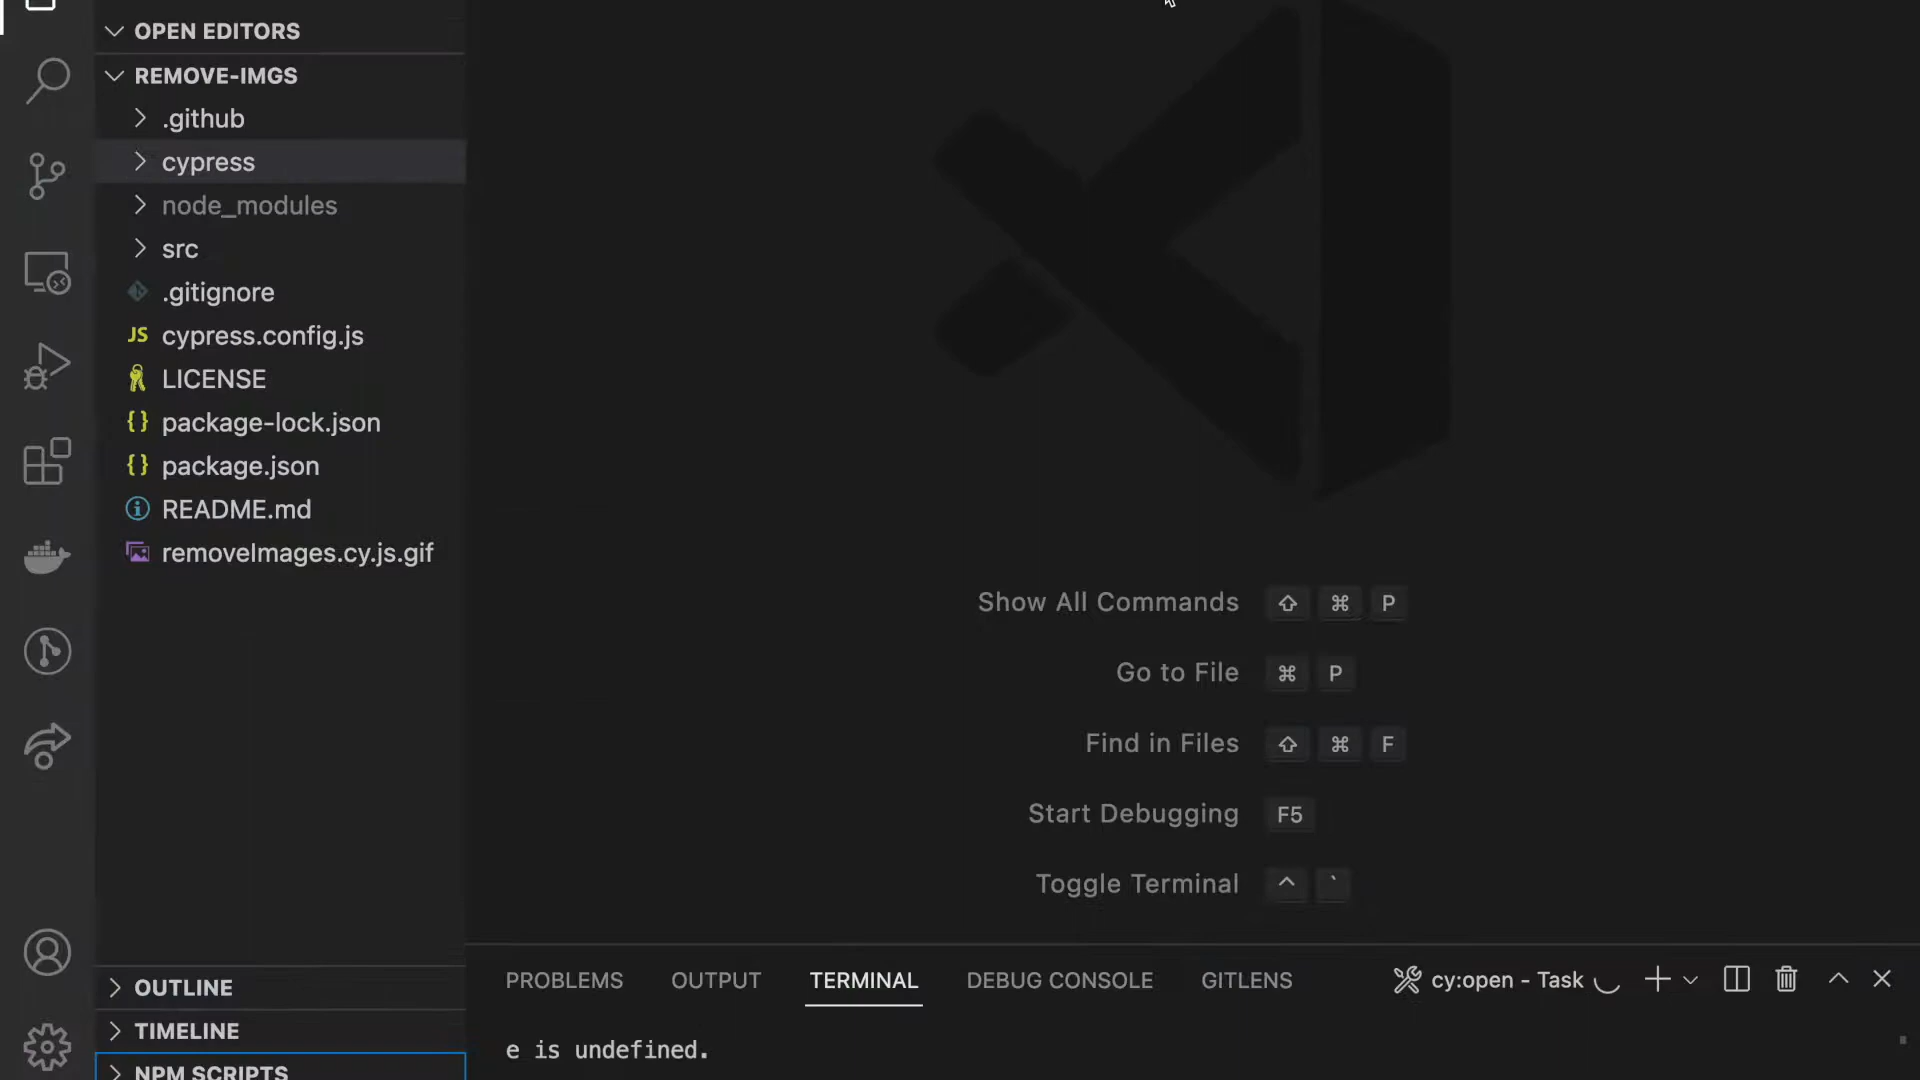 OPEN EDITORS
REMOVE-IMGS
.github
cypress
node_modules
src
.gitignore
JS cypress.config.js
LICENSE
{} package-lock.json
{} package.json
README.md
removeImages.cy.js.gif
OUTLINE
TIMELINE
NPM SCRIPTS
Show All Commands ⇧ ⌘ P
Go to File ⌘ P
Find in Files ⇧ ⌘ F
Start Debugging F5
Toggle Terminal ^ `
PROBLEMS OUTPUT TERMINAL DEBUG CONSOLE GITLENS cy:open - Task
e is undefined.